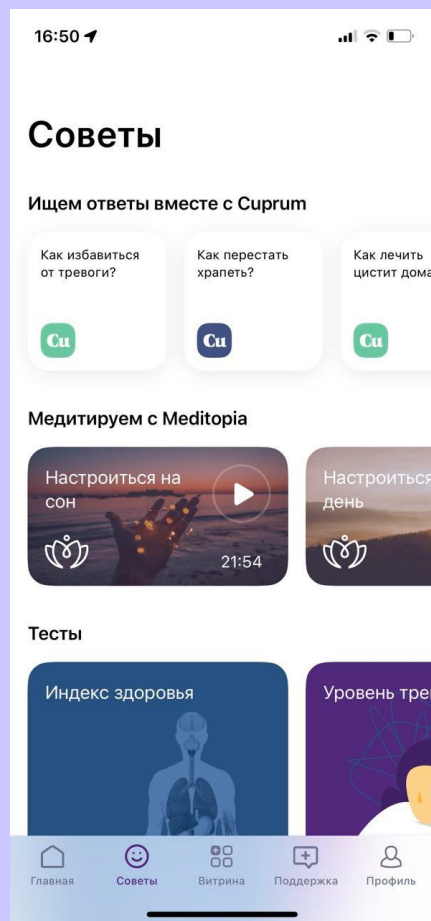 16:50
Советы
Ищем ответы вместе с Cuprum
Как избавиться
от тревоги?
Cu
Как перестать
храпеть?
Cu
Как лечить
цистит дома
Cu
Медитируем с Meditopia
Настроиться на
сон
21:54
Настроиться
день
Тесты
Индекс здоровья
Уровень
Главная
Советы
Витрина
Поддержка
Профиль